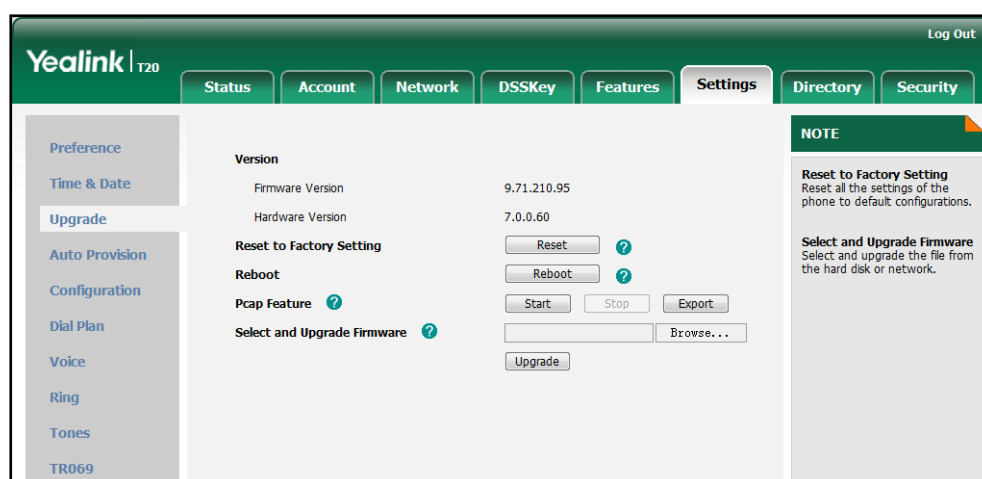 Log Out
Yealink | T20
Status Account Network DSSKey Features Settings Directory Security
Preference
Time & Date
Upgrade
Auto Provision
Configuration
Dial Plan
Voice
Ring
Tones
TR069
Version
Firmware Version 9.71.210.95
Hardware Version 7.0.0.60
Reset to Factory Setting Reset ?
Reboot Reboot ?
Pcap Feature ? Start Stop Export
Select and Upgrade Firmware ? Browse...
Upgrade
NOTE
Reset to Factory Setting
Reset all the settings of the
phone to default configurations.
Select and Upgrade Firmware
Select and upgrade the file from
the hard disk or network.